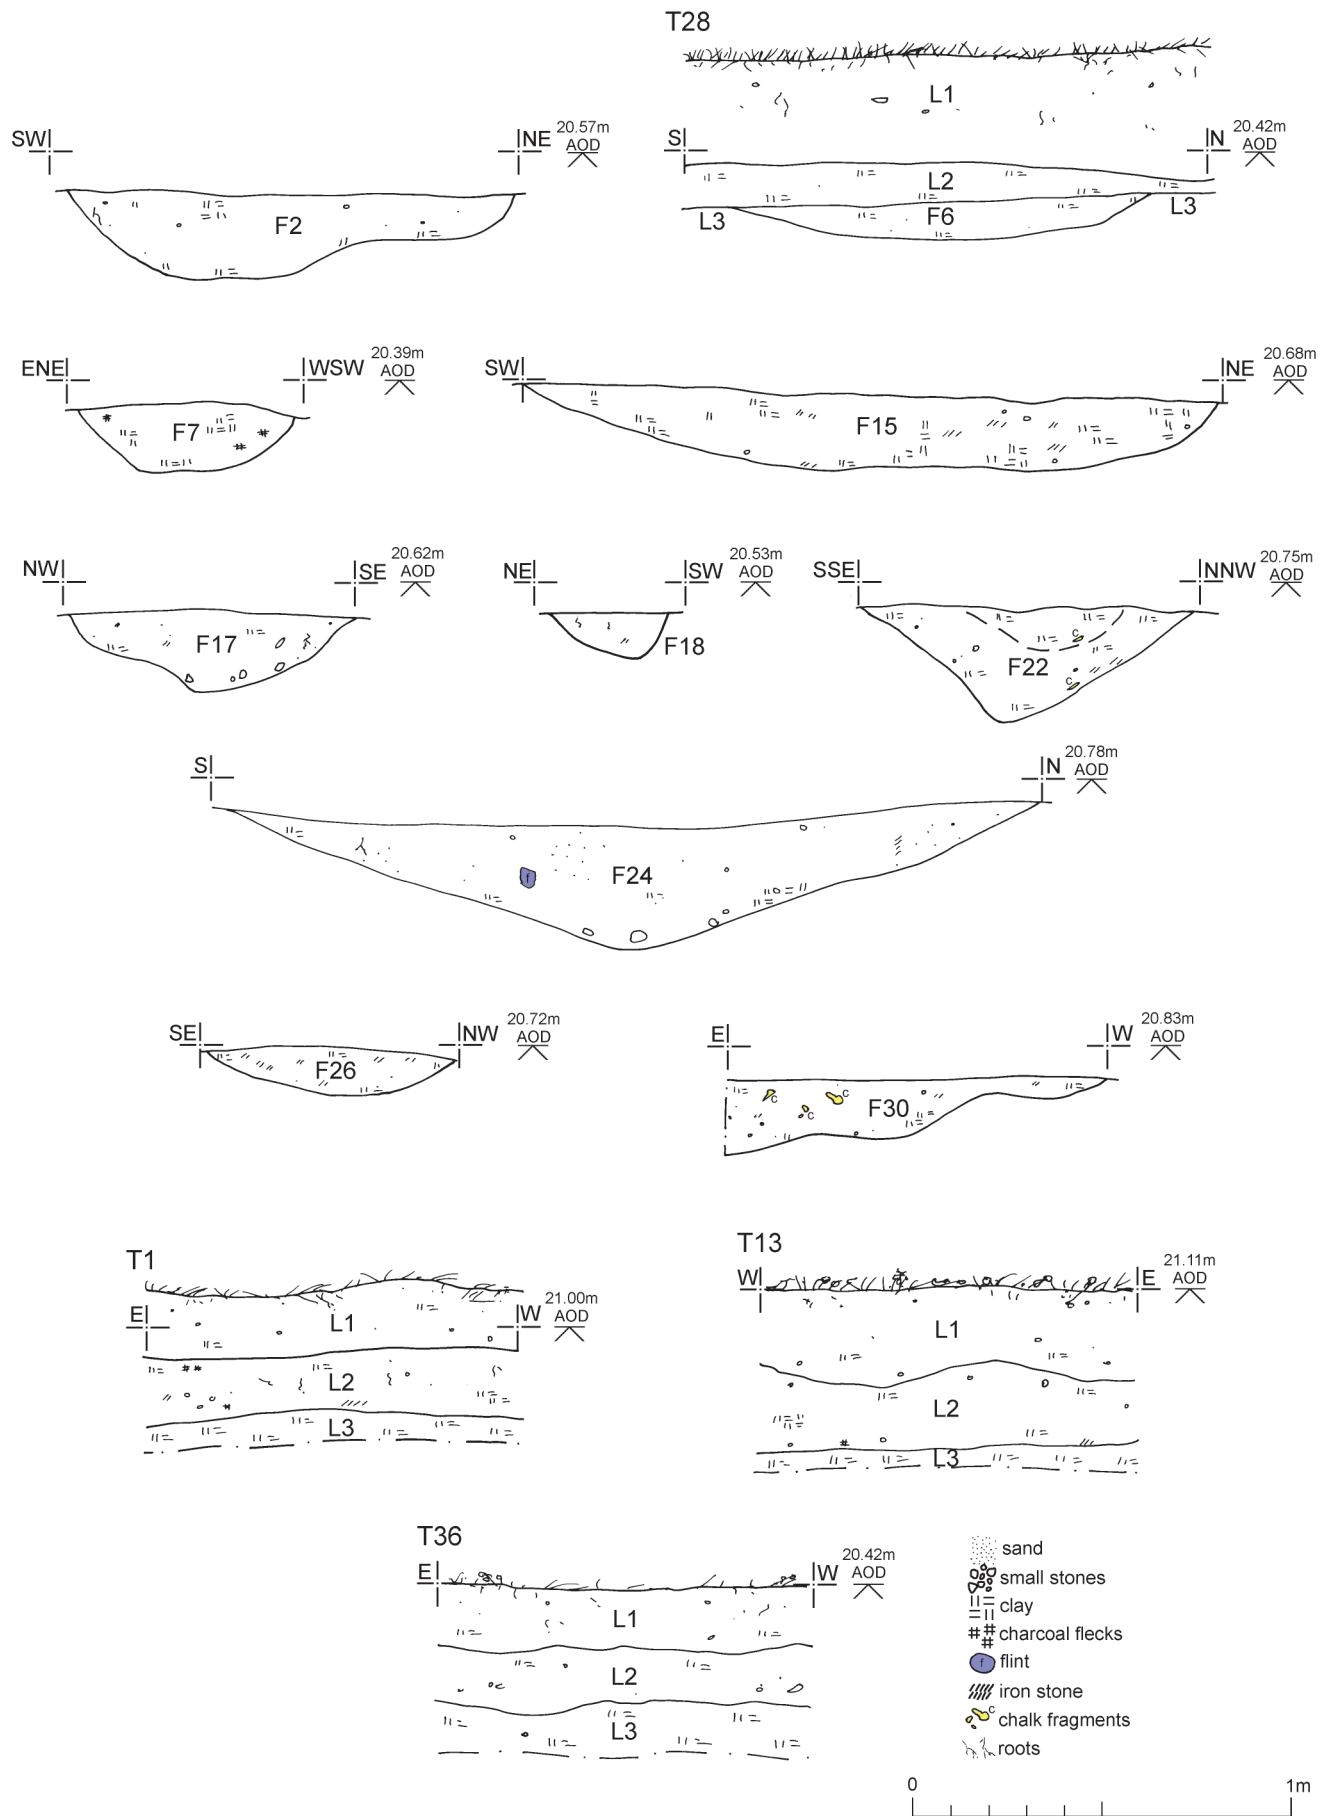 T28
L1
SW
NE
20.57m
AOD
S
N
20.42m
AOD
L2
F2
L3
F6
L3
ENE
WSW
20.39m
AOD
SW
NE
20.68m
AOD
F7
F15
NW
SE
20.62m
AOD
NE
SW
20.53m
AOD
SSE
NNW
20.75m
AOD
F17
F18
c
F22
c
S
N
20.78m
AOD
f
F24
SE
NW
20.72m
AOD
E
W
20.83m
AOD
F26
c
c
c
F30
T1
T13
W
E
21.11m
AOD
E
W
21.00m
AOD
L1
L1
L2
L2
L3
L3
T36
E
W
20.42m
AOD
L1
L2
L3
sand
small stones
clay
charcoal flecks
f
flint
iron stone
c
chalk fragments
roots
0
1m